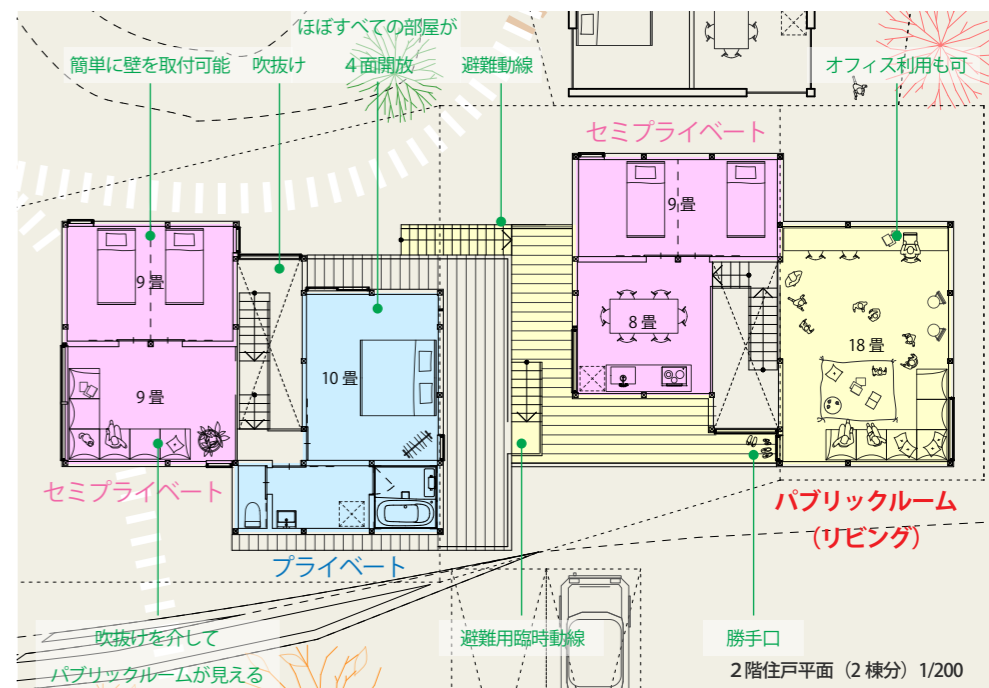 ほぼすべての部屋が
簡単に壁を取付可能
吹抜け
４面開放
避難動線
オフィス利用も可
セミプライベート
9 畳
9 畳
8 畳
18 畳
10 畳
9 畳
セミプライベート
パブリックルーム
（リビング）
プライベート
吹抜けを介して
パブリックルームが見える
避難用臨時動線
勝手口
２階住戸平面（2 棟分）1/200